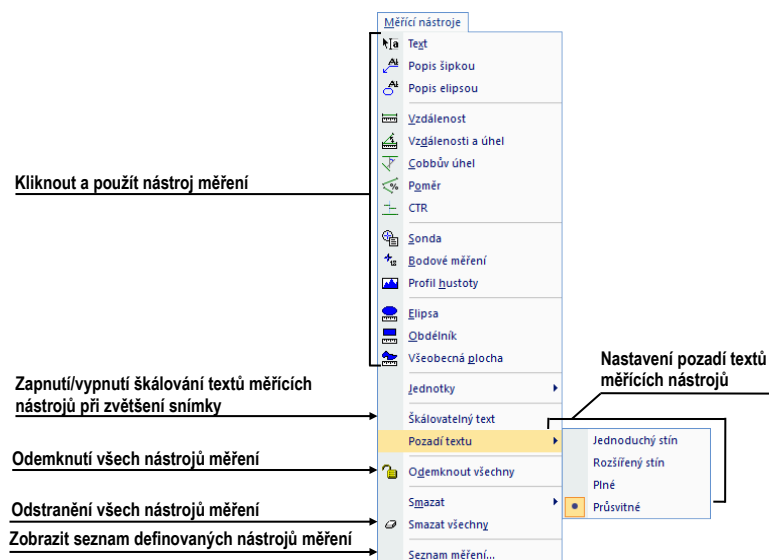 Měřící nástroje
Text
Popis šipkou
Popis elipsou
Vzdálenost
Vzdálenosti a úhel
Cobbův úhel
Poměr
CTR
Sonda
Bodové měření
Profil hustoty
Elipsa
Obdélník
Všeobecná plocha
Jednotky
Škálovatelný text
Pozadí textu
Odemknout všechny
Smazat
Smazat všechny
Seznam měření...
Kliknout a použít nástroj měření
Zapnutí/vypnutí škálování textů měřících
nástrojů při zvětšení snímky
Odemknutí všech nástrojů měření
Odstranění všech nástrojů měření
Zobrazit seznam definovaných nástrojů měření
Nastavení pozadí textů
měřících nástrojů
Jednoduchý stín
Rozšířený stín
Plné
Průsvitné